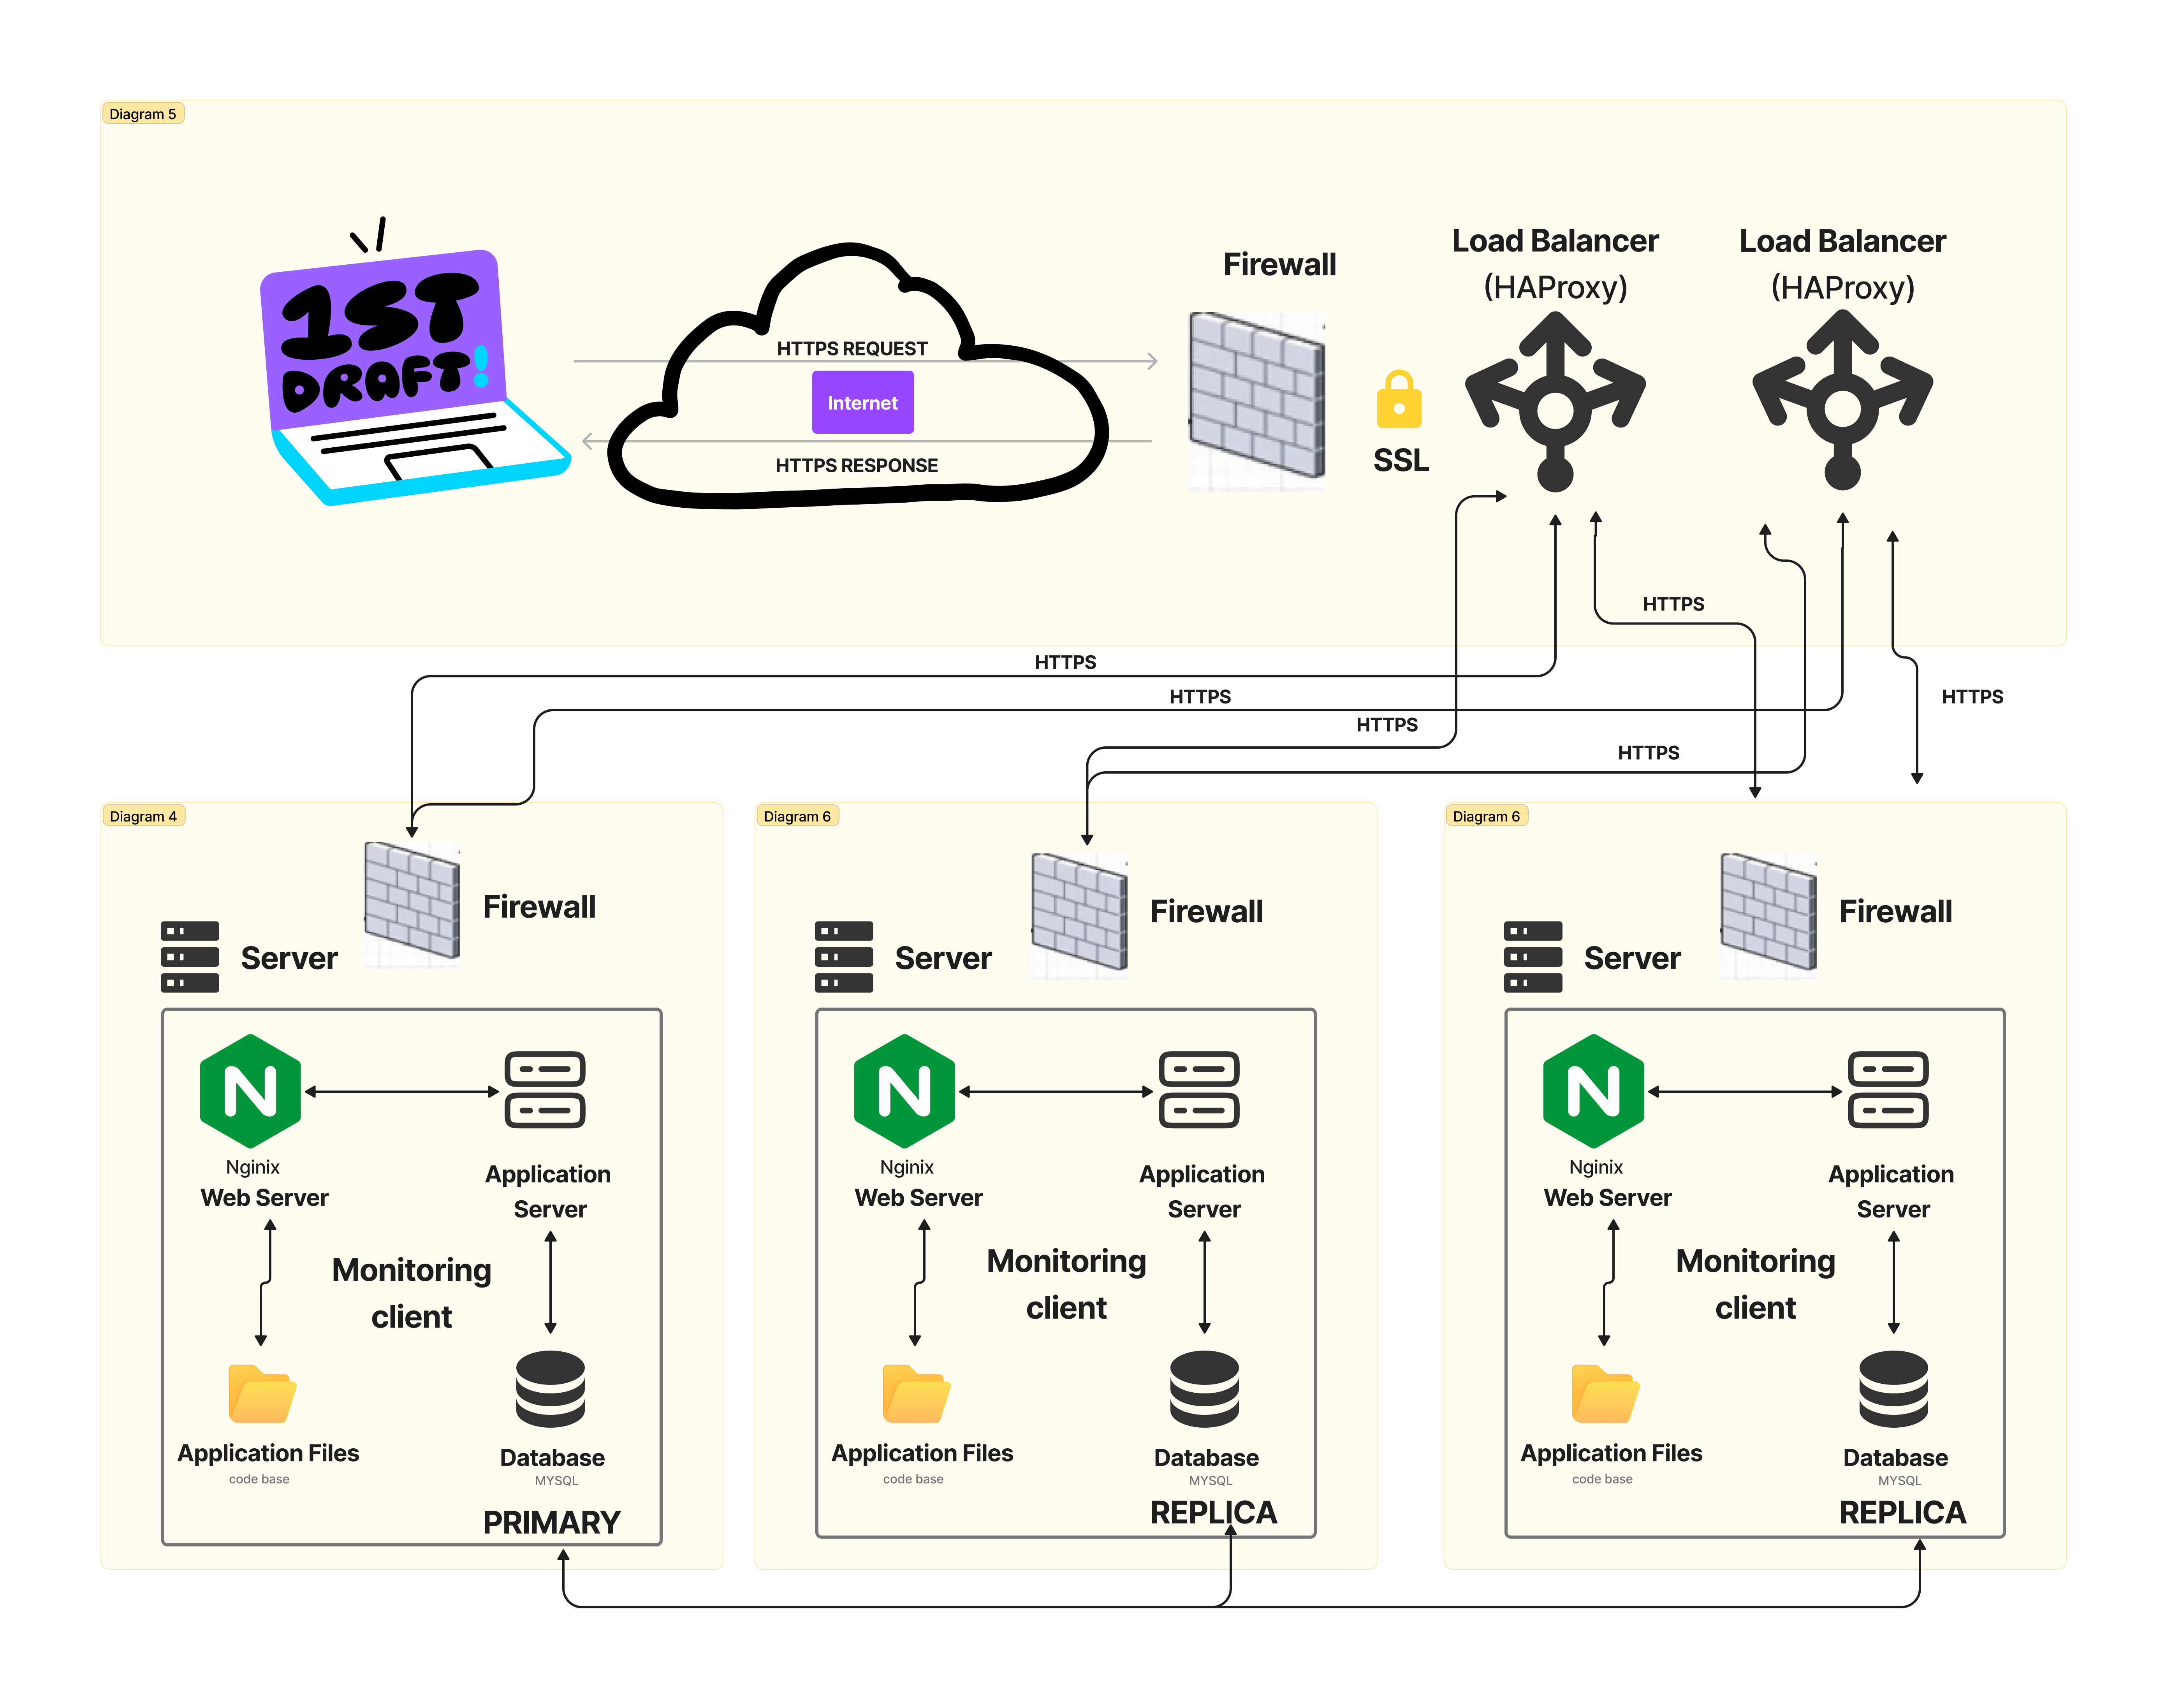 Diagram 5
1ST
DRAFT!
HTTPS REQUEST
Internet
HTTPS RESPONSE
Firewall
SSL
Load Balancer
(HAProxy)
Load Balancer
(HAProxy)
HTTPS
HTTPS
HTTPS
HTTPS
HTTPS
HTTPS
Diagram 4
Firewall
Server
Nginix
Web Server
Application
Server
Monitoring
client
Application Files
code base
Database
MYSQL
PRIMARY
Diagram 6
Firewall
Server
Nginix
Web Server
Application
Server
Monitoring
client
Application Files
code base
Database
MYSQL
REPLICA
Diagram 6
Firewall
Server
Nginix
Web Server
Application
Server
Monitoring
client
Application Files
code base
Database
MYSQL
REPLICA